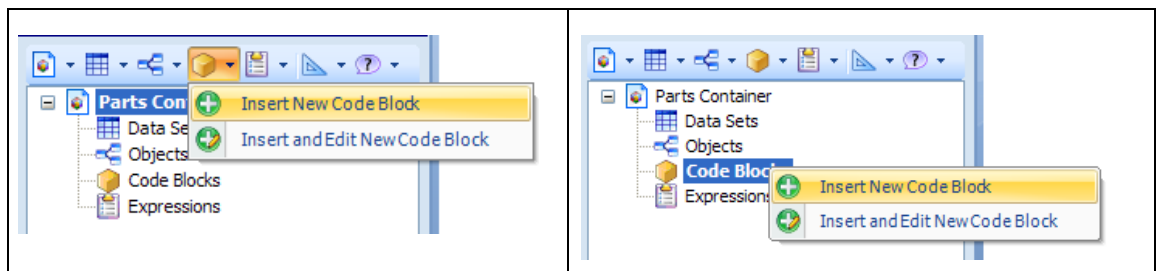 Parts Con
Insert New Code Block
Data Se
Insert and Edit New Code Block
Objects
Code Blocks
Expressions
Parts Container
Data Sets
Objects
Code Bloc
Insert New Code Block
Expressions
Insert and Edit New Code Block